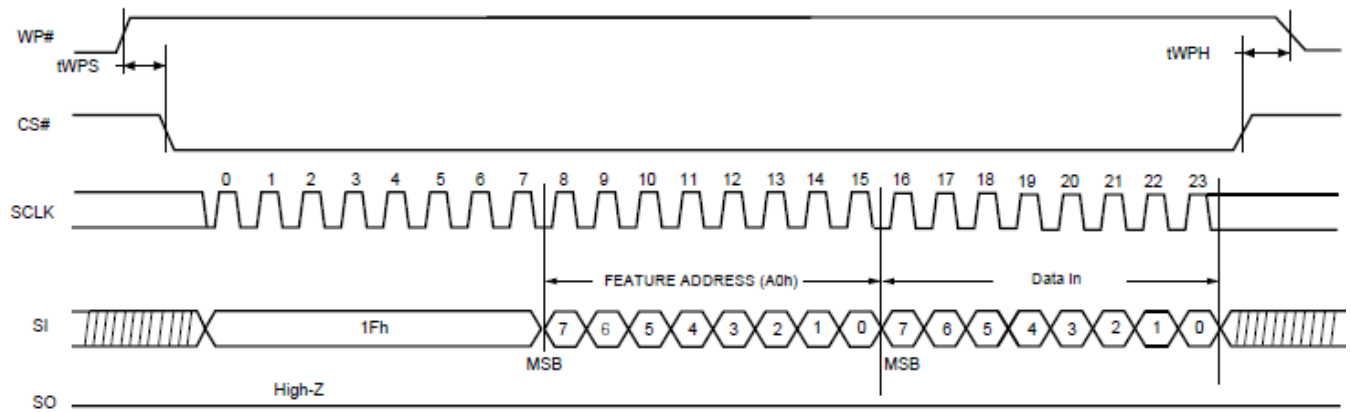 WP#
tWPS
tWPH
CS#
0 1 2 3 4 5 6 7 8 9 10 11 12 13 14 15 16 17 18 19 20 21 22 23
SCLK
FEATURE ADDRESS (A0h)
Data In
SI
1Fh
7 6 5 4 3 2 1 0 7 6 5 4 3 2 1 0
MSB
MSB
High-Z
SO